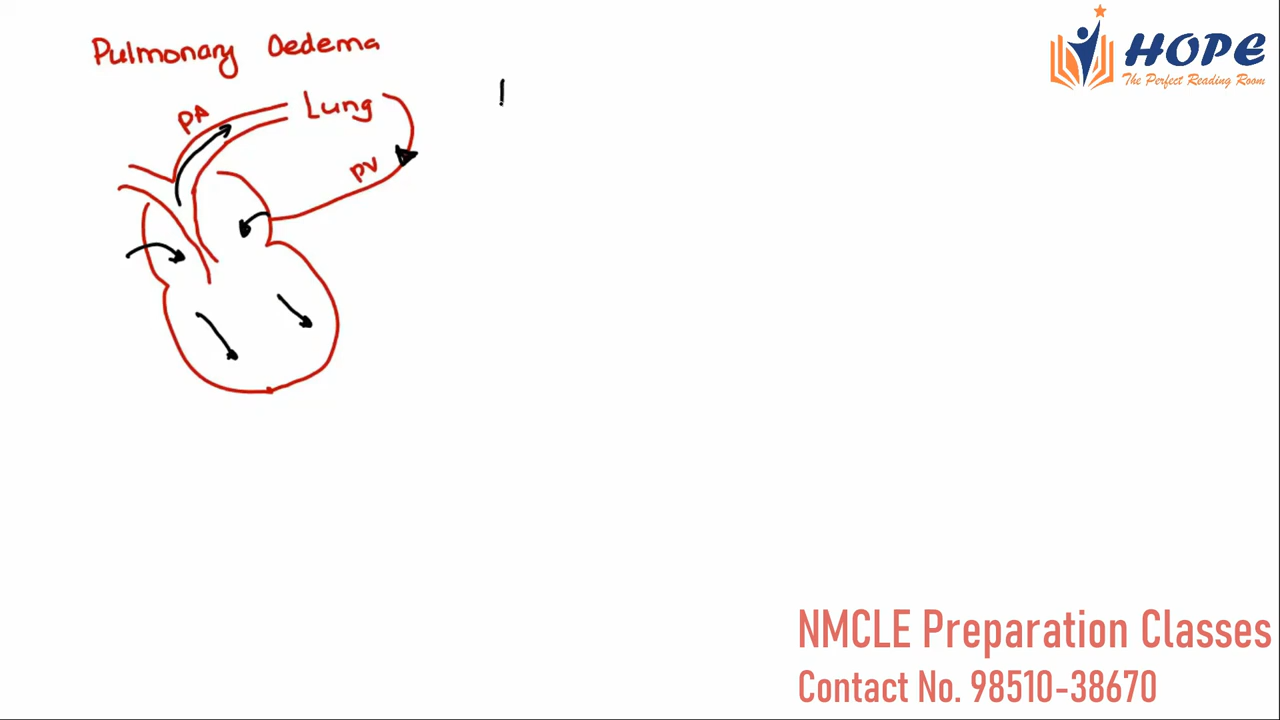 Pulmonary Oedema
HOPE
The Perfect Reading Room
PA
Lung
PV
NMCLE Preparation Classes
Contact No. 98510-38670